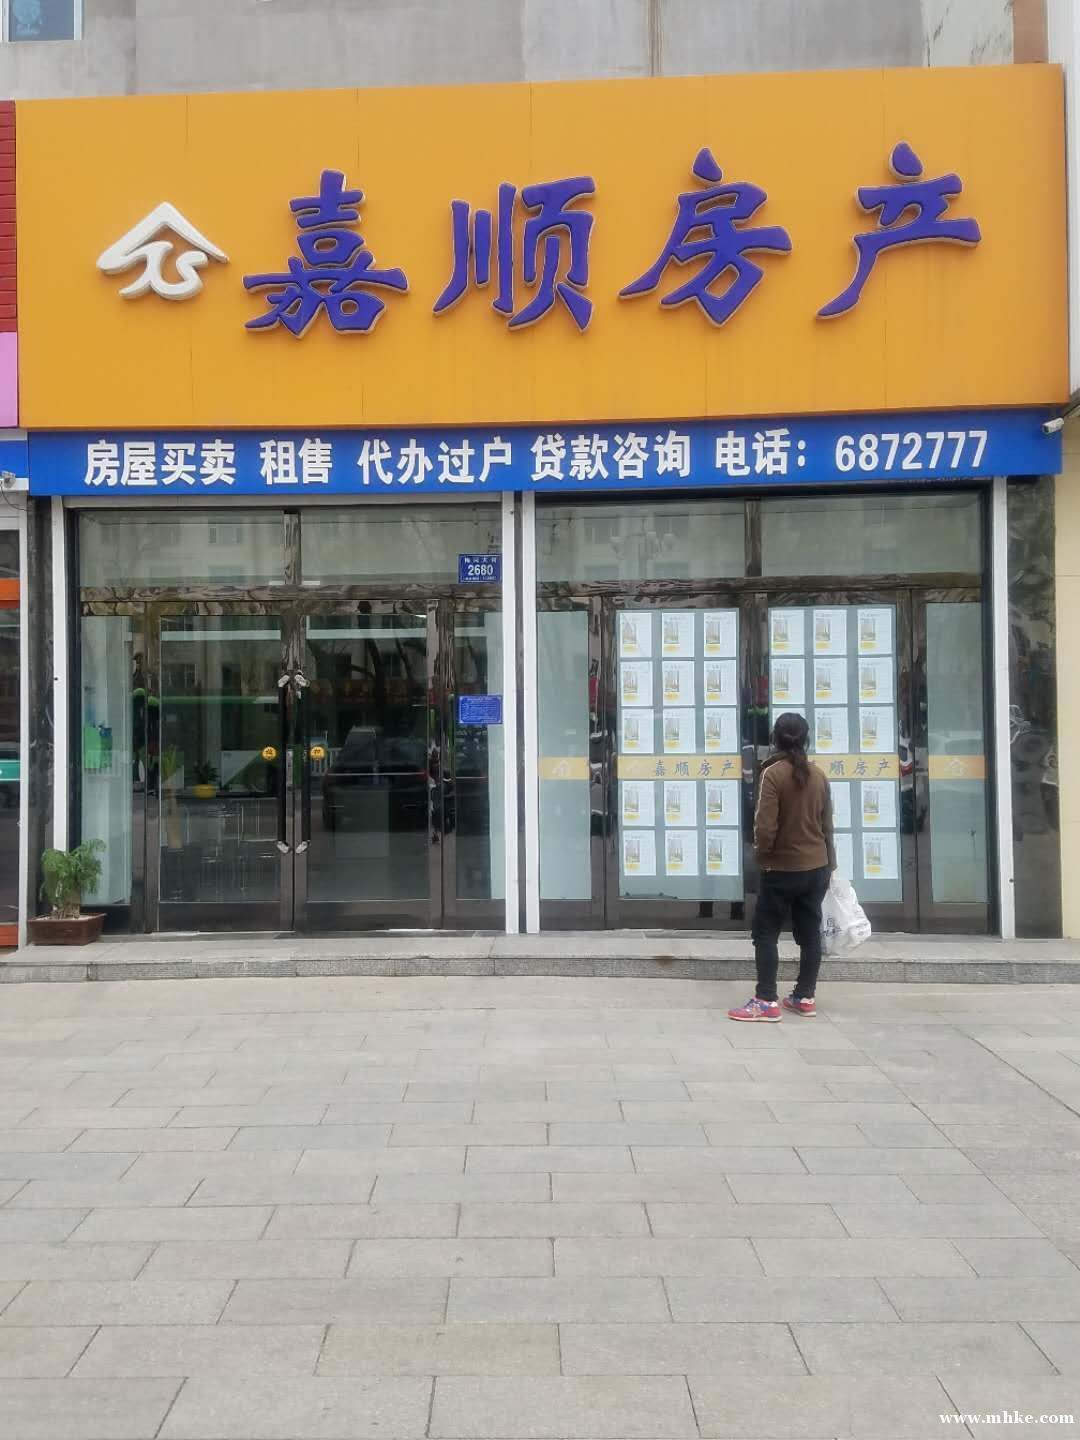 嘉顺房产
房屋买卖 租售 代办过户 贷款咨询 电话：6872777
2680
嘉顺房产 嘉顺房产
www.mhke.com